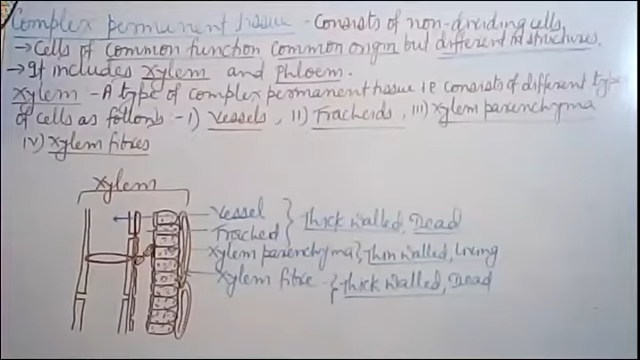 Complex permanent tissue - Consists of non-dividing cells,
→ Cells of common function common origin but different in structures.
→ It includes Xylem and Phloem.
Xylem - A type of complex permanent tissue i.e consists of different type
of cells as follows - i) Vessels, ii) Tracheids, iii) Xylem parenchyma
iv) Xylem fibres
Xylem
Vessel
Trached } thick walled, Dead
Xylem parenchyma } Thin walled, Living
Xylem fibre - } Thick walled, Dead